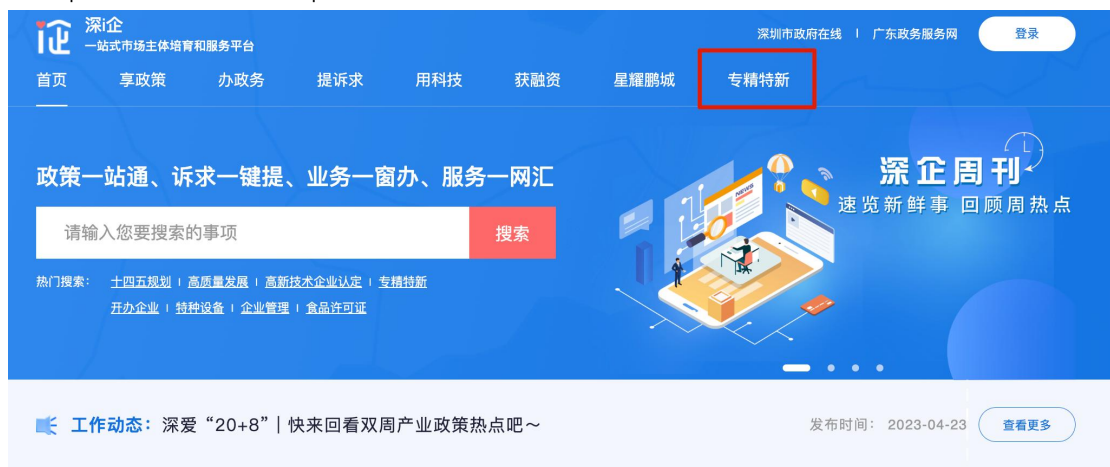 深i企
一站式市场主体培育和服务平台
深圳市政府在线 | 广东政务服务网 登录
首页 享政策 办政务 提诉求 用科技 获融资 星耀鹏城 专精特新
政策一站通、诉求一键提、业务一窗办、服务一网汇
请输入您要搜索的事项 搜索
热门搜索: 十四五规划 | 高质量发展 | 高新技术企业认定 | 专精特新
开办企业 | 特种设备 | 企业管理 | 食品许可证
NEWS
深企周刊
速览新鲜事 回顾周热点
工作动态：深爱“20+8”| 快来回看双周产业政策热点吧～ 发布时间: 2023-04-23 查看更多